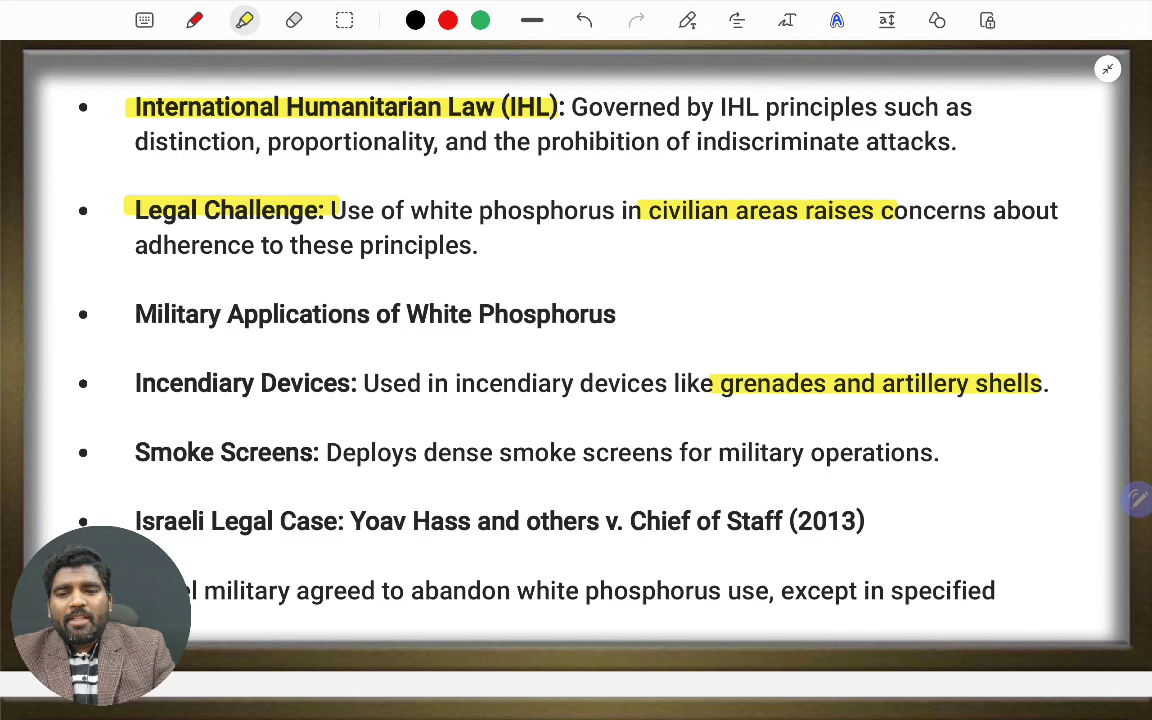 International Humanitarian Law (IHL): Governed by IHL principles such as
distinction, proportionality, and the prohibition of indiscriminate attacks.
Legal Challenge: Use of white phosphorus in civilian areas raises concerns about
adherence to these principles.
Military Applications of White Phosphorus
Incendiary Devices: Used in incendiary devices like grenades and artillery shells.
Smoke Screens: Deploys dense smoke screens for military operations.
Israeli Legal Case: Yoav Hass and others v. Chief of Staff (2013)
military agreed to abandon white phosphorus use, except in specified